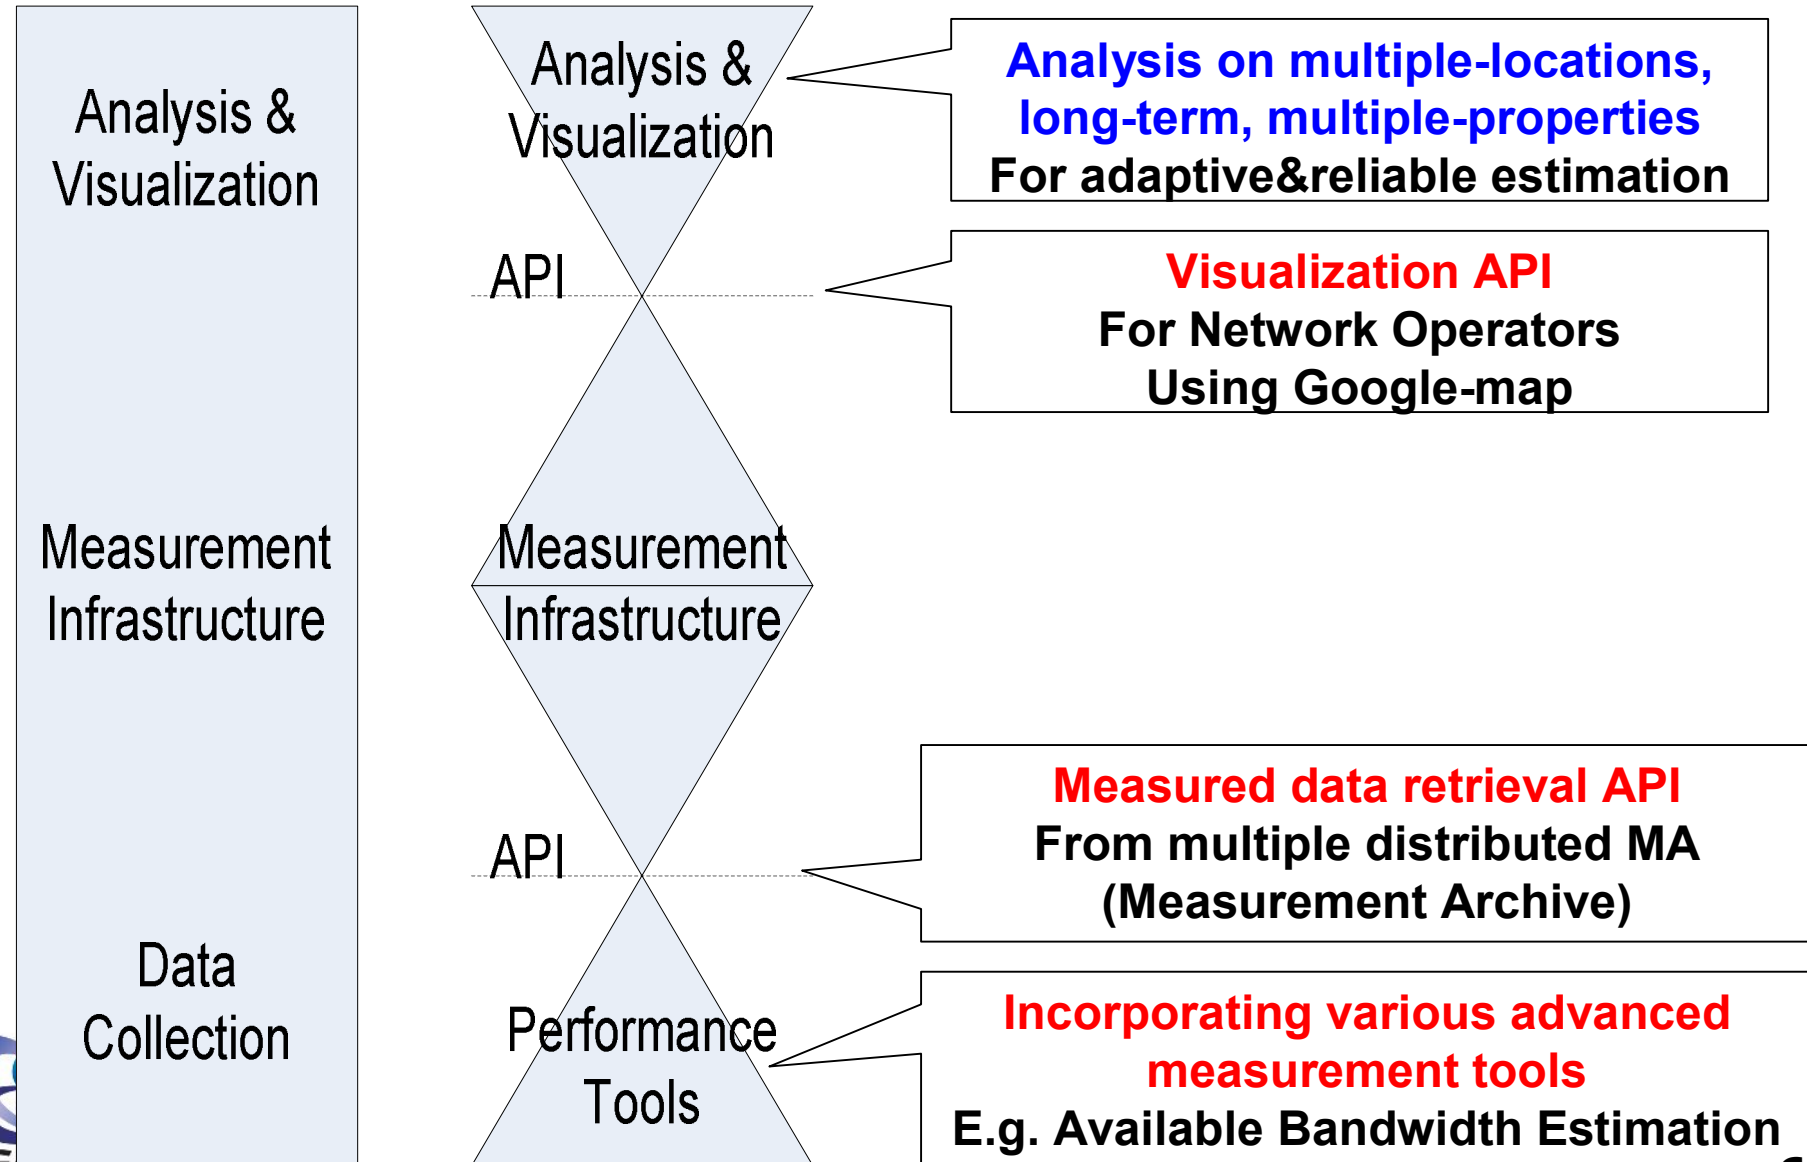 Analysis &
Visualization
Measurement
Infrastructure
Data
Collection
Analysis &
Visualization
API
Measurement
Infrastructure
API
Performance
Tools
Analysis on multiple-locations,
long-term, multiple-properties
For adaptive&reliable estimation
Visualization API
For Network Operators
Using Google-map
Measured data retrieval API
From multiple distributed MA
(Measurement Archive)
Incorporating various advanced
measurement tools
E.g. Available Bandwidth Estimation